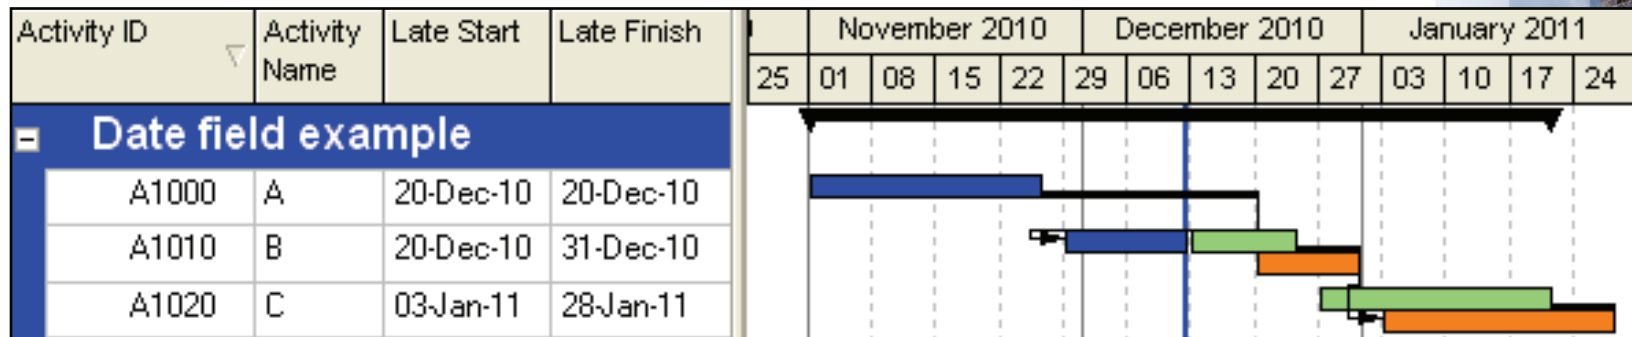 Activity ID Activity Name Late Start Late Finish November 2010 December 2010 January 2011
25 01 08 15 22 29 06 13 20 27 03 10 17 24
Date field example
A1000 A 20-Dec-10 20-Dec-10
A1010 B 20-Dec-10 31-Dec-10
A1020 C 03-Jan-11 28-Jan-11